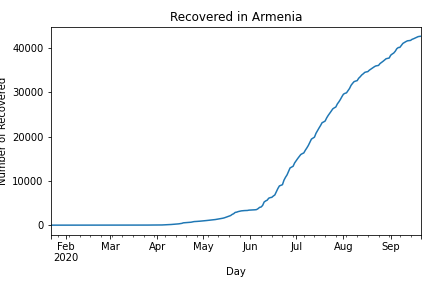 Recovered in Armenia
40000
30000
20000
10000
0
Number of Recovered
Feb Mar Apr May Jun Jul Aug Sep
2020
Day